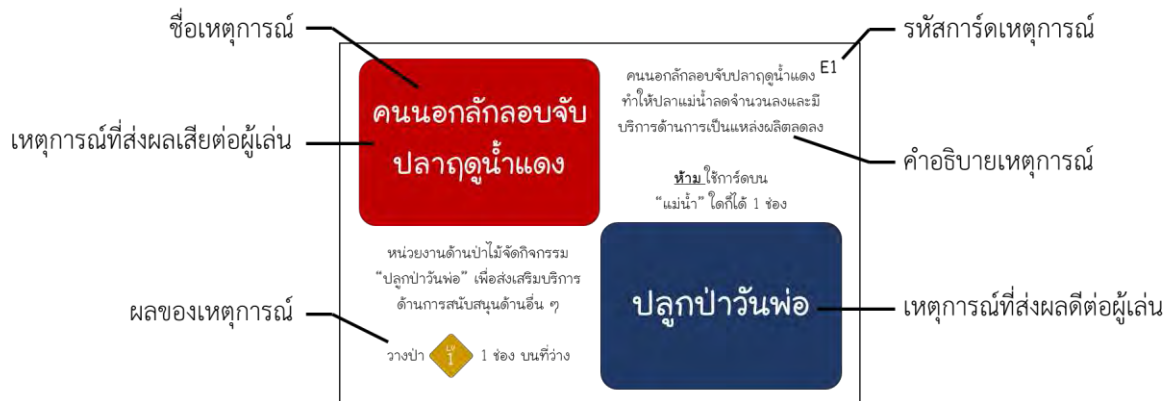 ชื่อเหตุการณ์
รหัสการ์ดเหตุการณ์
เหตุการณ์ที่ส่งผลเสียต่อผู้เล่น
คนนอกลักลอบจับ
ปลาฤดูน้ำแดง
E1
คนนอกลักลอบจับปลาฤดูน้ำแดง
ทำให้ปลาแม่น้ำลดจำนวนลงและมี
บริการด้านการเป็นแหล่งผลิตลดลง
คำอธิบายเหตุการณ์
ห้าม ใช้การ์ดบน
“แม่น้ำ” ใดก็ได้ 1 ช่อง
หน่วยงานด้านป่าไม้จัดกิจกรรม
“ปลูกป่าวันพ่อ” เพื่อส่งเสริมบริการ
ด้านการสนับสนุนด้านอื่น ๆ
ผลของเหตุการณ์
วางป่า LV 1 1 ช่อง บนที่ว่าง
ปลูกป่าวันพ่อ
เหตุการณ์ที่ส่งผลดีต่อผู้เล่น